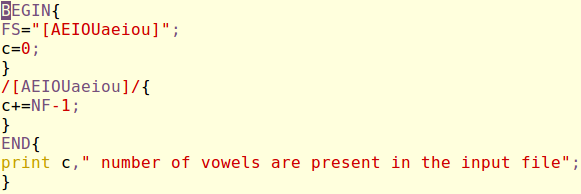 BEGIN{
FS="[AEIOUaeiou]";
c=0;
}
/[AEIOUaeiou]/{
c+=NF-1;
}
END{
print c," number of vowels are present in the input file";
}